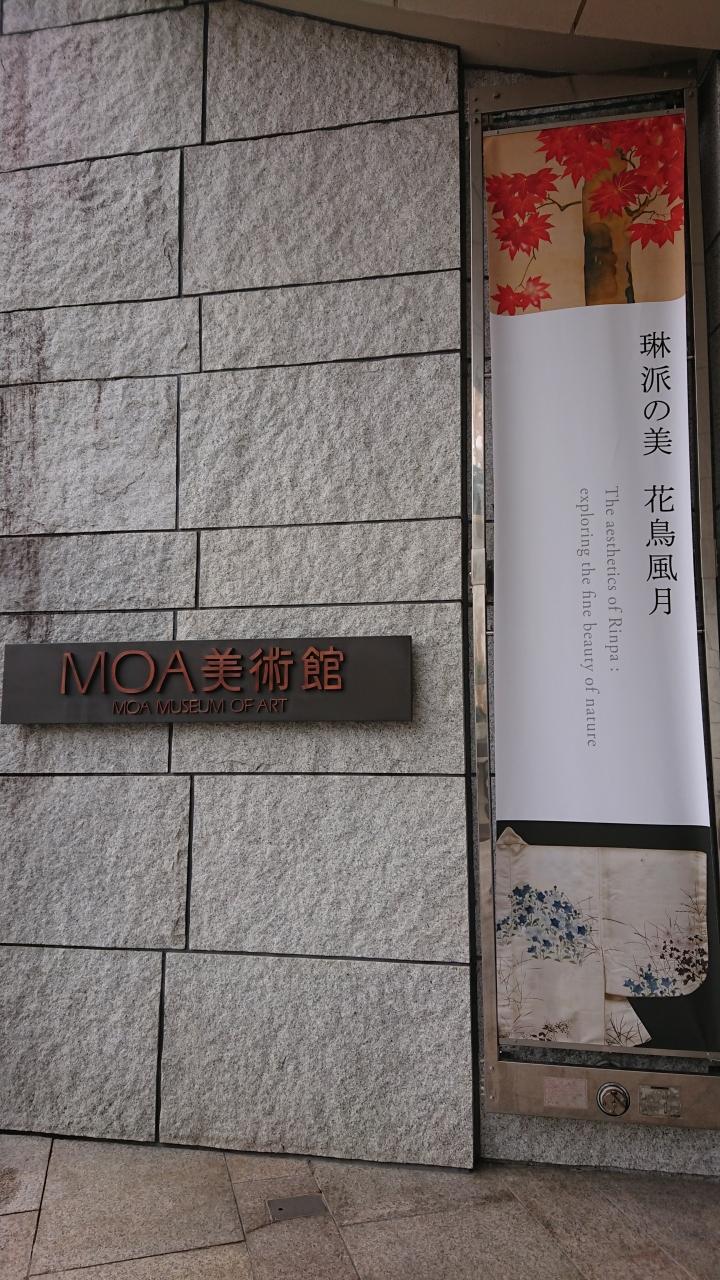 MOA美術館
MOA MUSEUM OF ART
琳派の美 花鳥風月
The aesthetics of Rinpa :
exploring the fine beauty of nature